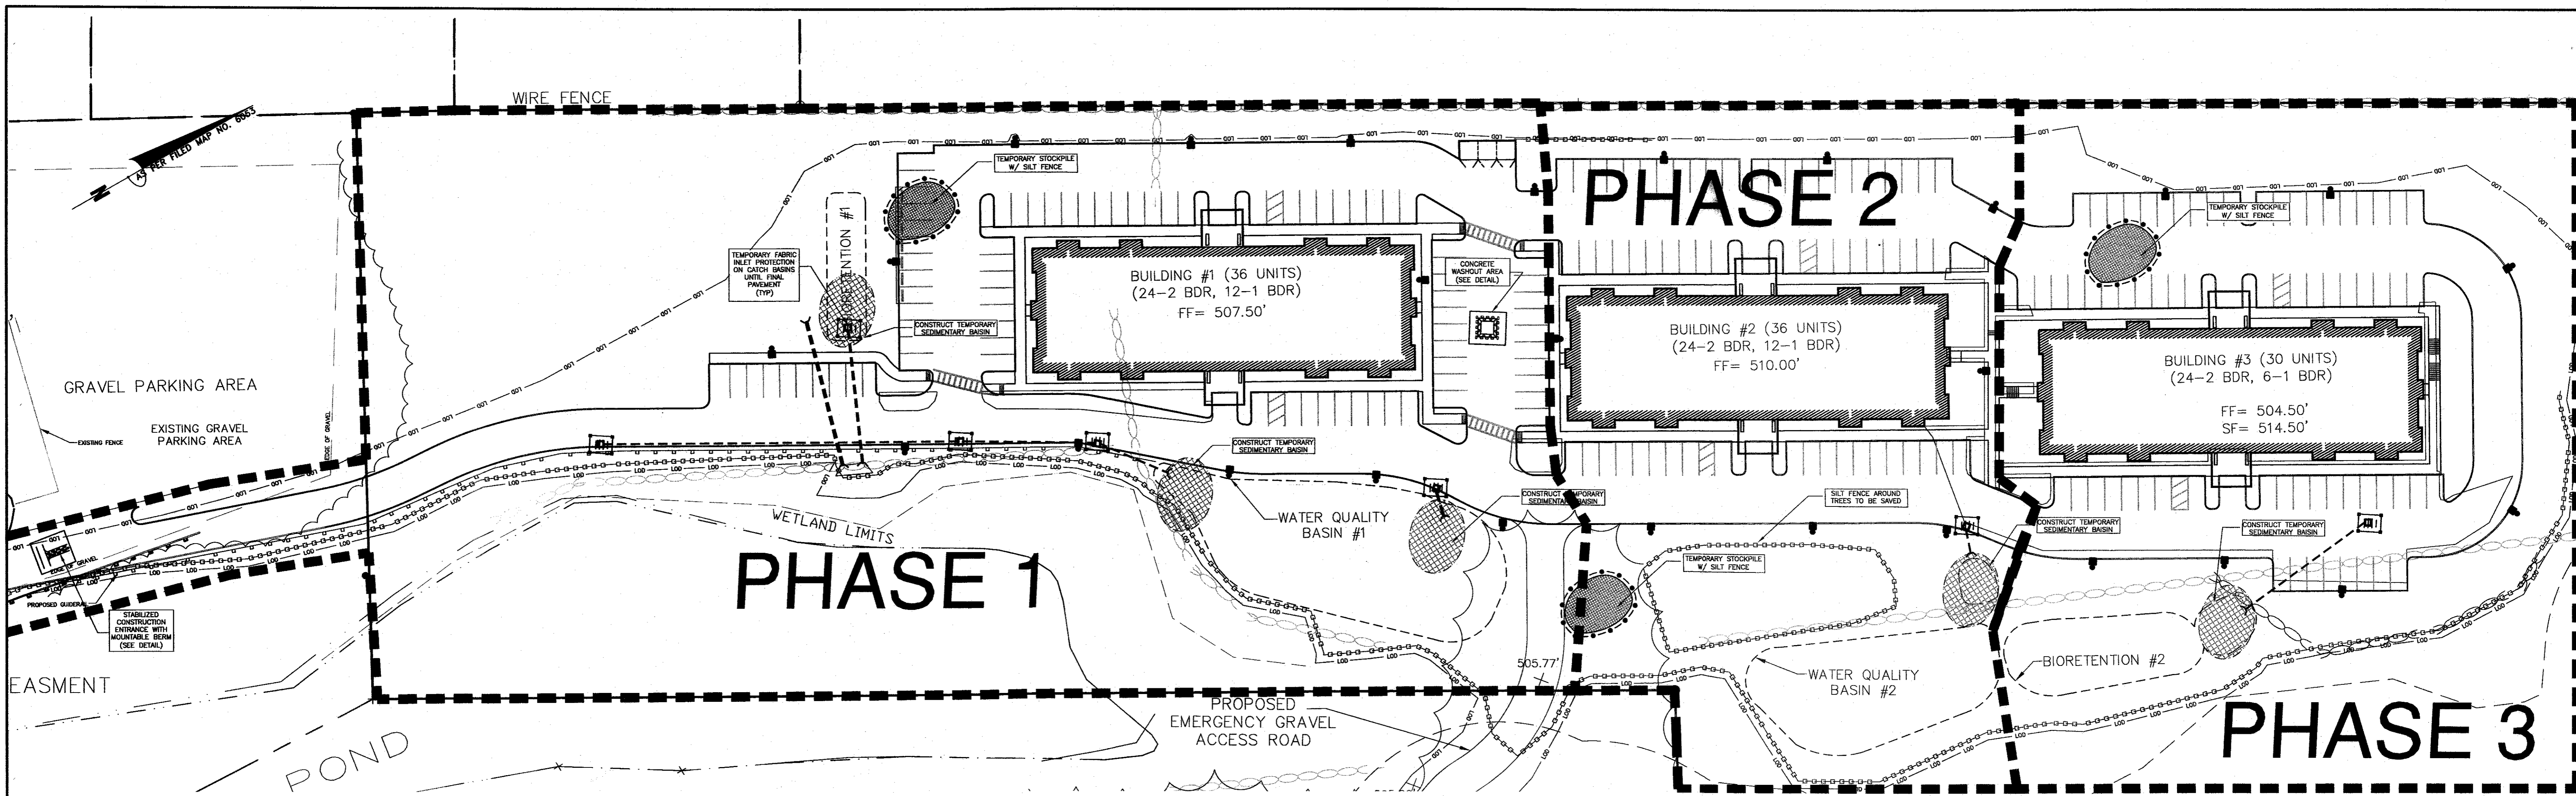 WIRE FENCE
AS PER FILED MAP NO. 6663
N
GRAVEL PARKING AREA
EXISTING GRAVEL
PARKING AREA
EXISTING FENCE
EDGE OF GRAVEL
EDGE OF GRAVEL
PROPOSED GUIDERAIL
STABILIZED
CONSTRUCTION
ENTRANCE WITH
MOUNTABLE BERM
(SEE DETAIL)
EASMENT
POND
WETLAND LIMITS
PHASE 1
TEMPORARY FABRIC
INLET PROTECTION
ON CATCH BASINS
UNTIL FINAL
PAVEMENT
(TYP)
TEMPORARY STOCKPILE
W/ SILT FENCE
CONSTRUCT TEMPORARY
SEDIMENTARY BASIN
BUILDING #1 (36 UNITS)
(24-2 BDR, 12-1 BDR)
FF= 507.50'
CONCRETE
WASHOUT AREA
(SEE DETAIL)
CONSTRUCT TEMPORARY
SEDIMENTARY BASIN
WATER QUALITY
BASIN #1
CONSTRUCT TEMPORARY
SEDIMENTARY BASIN
505.77'
PROPOSED
EMERGENCY GRAVEL
ACCESS ROAD
PHASE 2
BUILDING #2 (36 UNITS)
(24-2 BDR, 12-1 BDR)
FF= 510.00'
SILT FENCE AROUND
TREES TO BE SAVED
TEMPORARY STOCKPILE
W/ SILT FENCE
WATER QUALITY
BASIN #2
CONSTRUCT TEMPORARY
SEDIMENTARY BASIN
TEMPORARY STOCKPILE
W/ SILT FENCE
BUILDING #3 (30 UNITS)
(24-2 BDR, 6-1 BDR)
FF= 504.50'
SF= 514.50'
CONSTRUCT TEMPORARY
SEDIMENTARY BASIN
BIORETENTION #2
PHASE 3
LOD